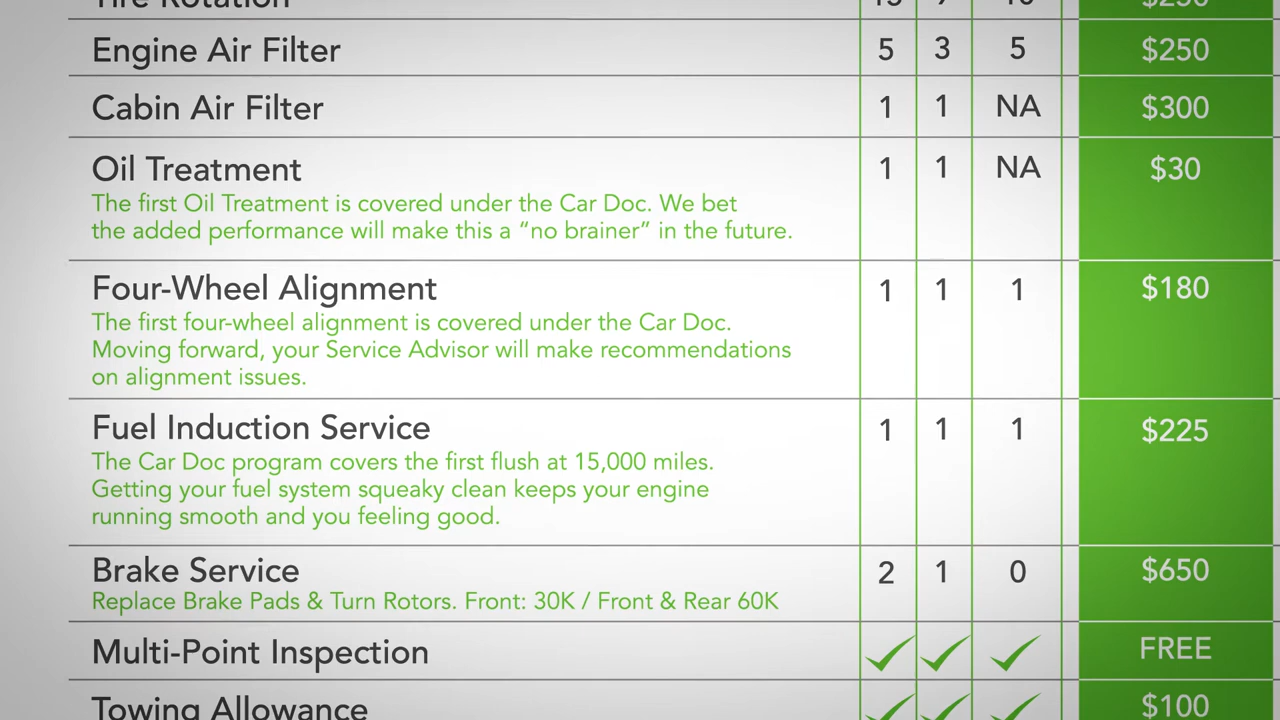 Tire Rotation 15 7 10 $250
Engine Air Filter 5 3 5 $250
Cabin Air Filter 1 1 NA $300
Oil Treatment 1 1 NA $30
The first Oil Treatment is covered under the Car Doc. We bet
the added performance will make this a “no brainer” in the future.
Four-Wheel Alignment 1 1 1 $180
The first four-wheel alignment is covered under the Car Doc.
Moving forward, your Service Advisor will make recommendations
on alignment issues.
Fuel Induction Service 1 1 1 $225
The Car Doc program covers the first flush at 15,000 miles.
Getting your fuel system squeaky clean keeps your engine
running smooth and you feeling good.
Brake Service 2 1 0 $650
Replace Brake Pads & Turn Rotors. Front: 30K / Front & Rear 60K
Multi-Point Inspection FREE
Towing Allowance $100